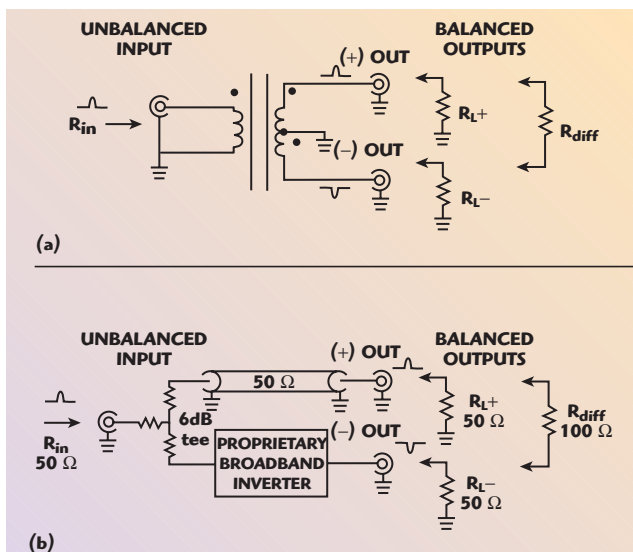 UNBALANCED
INPUT
BALANCED
OUTPUTS
(+) OUT
Rin
RL+
Rdiff
(–) OUT
RL–
(a)
UNBALANCED
INPUT
BALANCED
OUTPUTS
(+) OUT
50 Ω
6dB
tee
Rin
50 Ω
RL+
50 Ω
Rdiff
100 Ω
(–) OUT
PROPRIETARY
BROADBAND
INVERTER
RL–
50 Ω
(b)